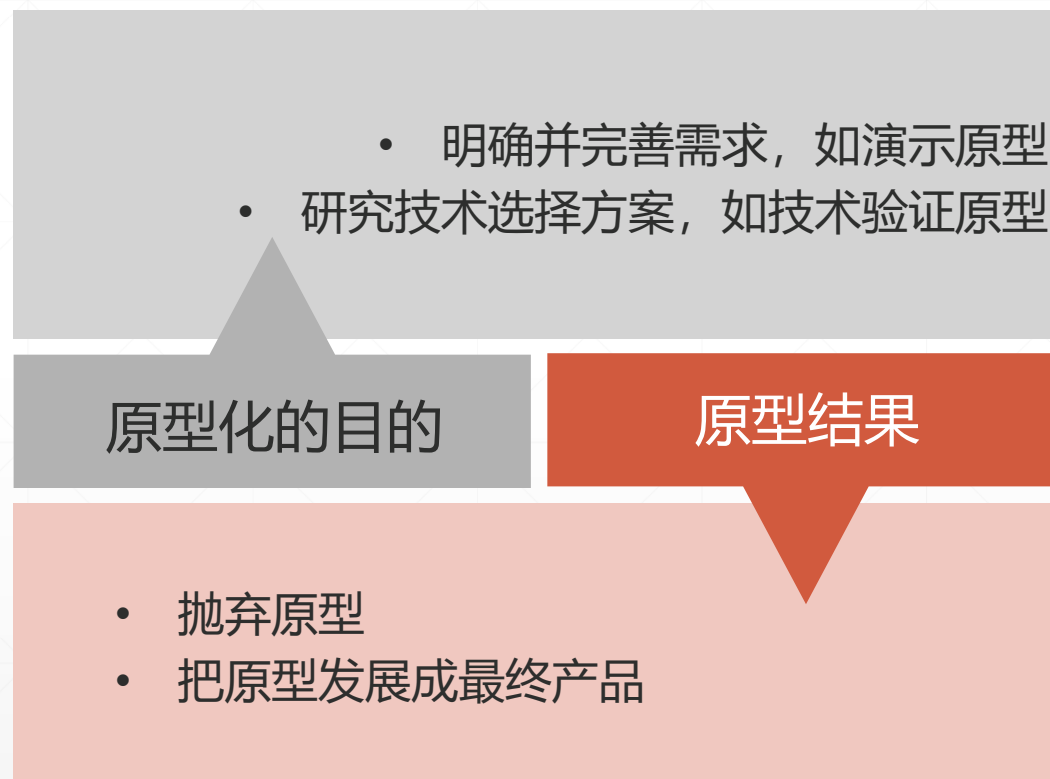 • 明确并完善需求，如演示原型
• 研究技术选择方案，如技术验证原型
原型化的目的
原型结果
• 抛弃原型
• 把原型发展成最终产品